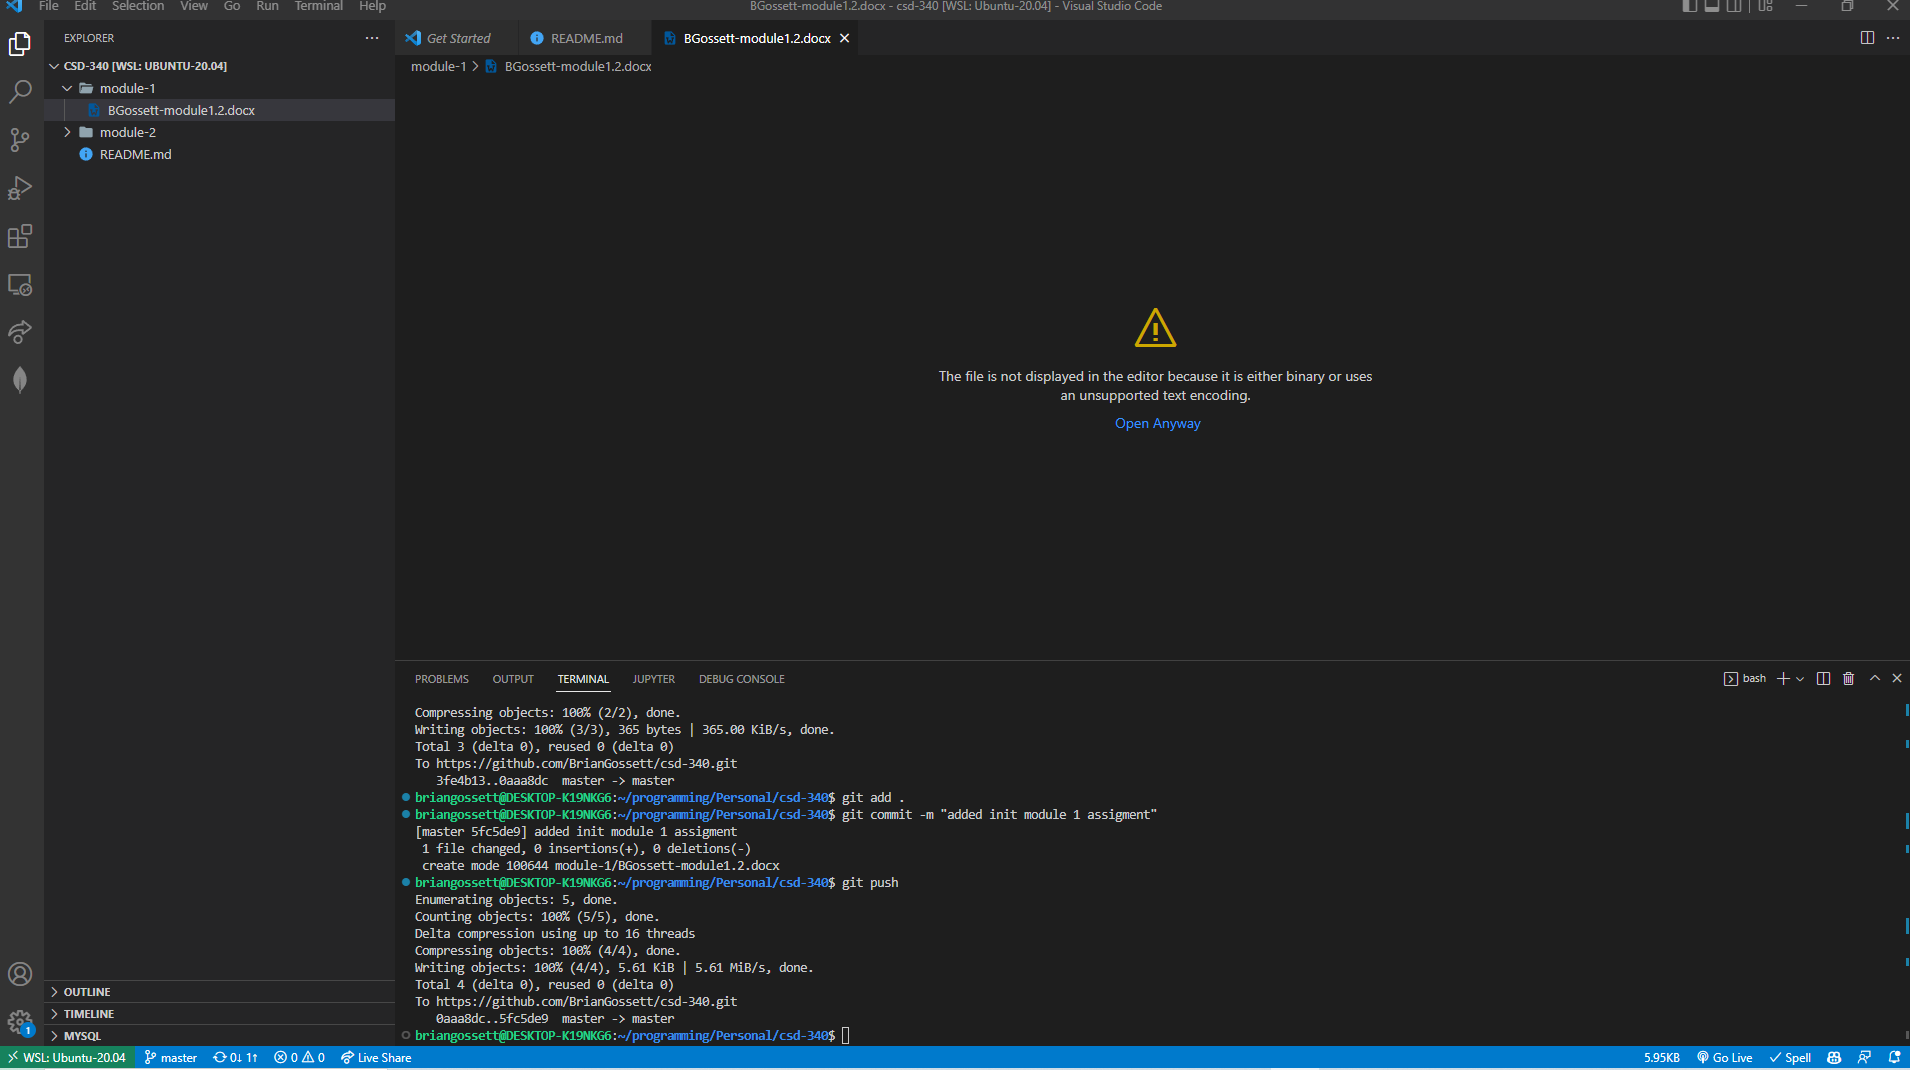 File Edit Selection View Go Run Terminal Help
BGossett-module1.2.docx - csd-340 [WSL: Ubuntu-20.04] - Visual Studio Code
EXPLORER
CSD-340 [WSL: UBUNTU-20.04]
module-1
BGossett-module1.2.docx
module-2
README.md
OUTLINE
TIMELINE
MYSQL
1
Get Started README.md BGossett-module1.2.docx
module-1 > BGossett-module1.2.docx
The file is not displayed in the editor because it is either binary or uses
an unsupported text encoding.
Open Anyway
PROBLEMS OUTPUT TERMINAL JUPYTER DEBUG CONSOLE
bash
Compressing objects: 100% (2/2), done.
Writing objects: 100% (3/3), 365 bytes | 365.00 KiB/s, done.
Total 3 (delta 0), reused 0 (delta 0)
To https://github.com/BrianGossett/csd-340.git
3fe4b13..0aaa8dc master -> master
briangossett@DESKTOP-K19NKG6:~/programming/Personal/csd-340$ git add .
briangossett@DESKTOP-K19NKG6:~/programming/Personal/csd-340$ git commit -m "added init module 1 assigment"
[master 5fc5de9] added init module 1 assigment
1 file changed, 0 insertions(+), 0 deletions(-)
create mode 100644 module-1/BGossett-module1.2.docx
briangossett@DESKTOP-K19NKG6:~/programming/Personal/csd-340$ git push
Enumerating objects: 5, done.
Counting objects: 100% (5/5), done.
Delta compression using up to 16 threads
Compressing objects: 100% (4/4), done.
Writing objects: 100% (4/4), 5.61 KiB | 5.61 MiB/s, done.
Total 4 (delta 0), reused 0 (delta 0)
To https://github.com/BrianGossett/csd-340.git
0aaa8dc..5fc5de9 master -> master
briangossett@DESKTOP-K19NKG6:~/programming/Personal/csd-340$
WSL: Ubuntu-20.04 master 0↓ 1↑ 0 0 Live Share
5.95KB Go Live Spell